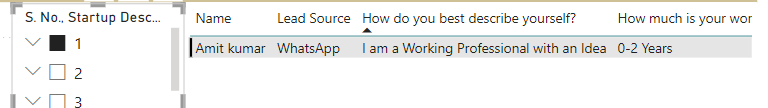 S. No., Startup Desc...
1
2
3
Name Lead Source How do you best describe yourself? How much is your wor
Amit kumar WhatsApp I am a Working Professional with an Idea 0-2 Years